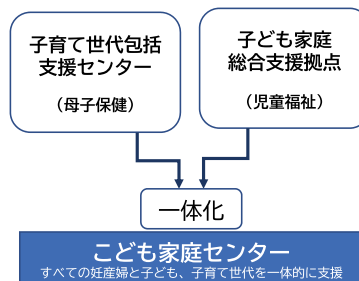 子育て世代包括
支援センター
（母子保健）
子ども家庭
総合支援拠点
（児童福祉）
一体化
こども家庭センター
すべての妊産婦と子ども、子育て世代を一体的に支援